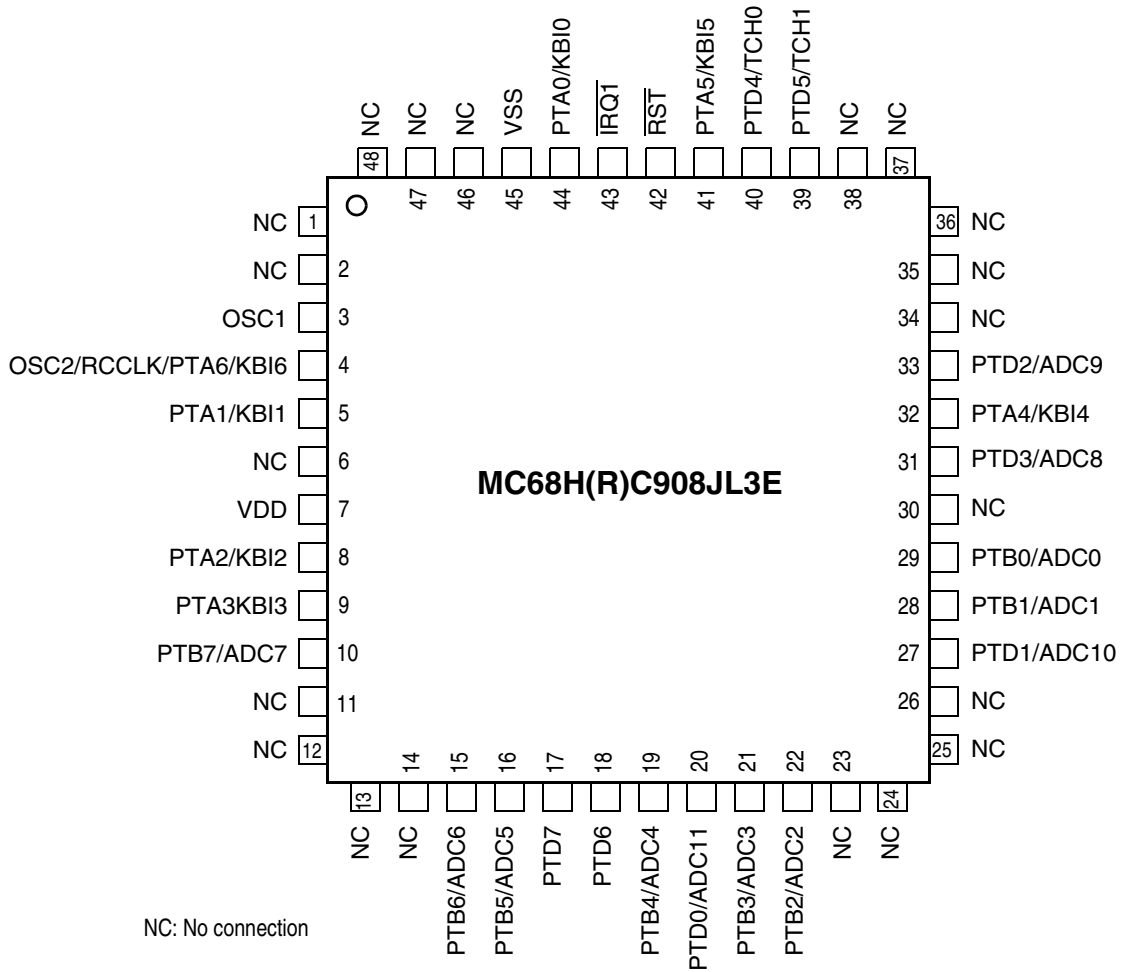 NC
NC
NC
VSS
PTA0/KBI0
IRQ1
RST
PTA5/KBI5
PTD4/TCH0
PTD5/TCH1
NC
NC
48
47
46
45
44
43
42
41
40
39
38
37
NC 1
NC 2
OSC1 3
OSC2/RCCLK/PTA6/KBI6 4
PTA1/KBI1 5
NC 6
VDD 7
PTA2/KBI2 8
PTA3KBI3 9
PTB7/ADC7 10
NC 11
NC 12
MC68H(R)C908JL3E
36 NC
35 NC
34 NC
33 PTD2/ADC9
32 PTA4/KBI4
31 PTD3/ADC8
30 NC
29 PTB0/ADC0
28 PTB1/ADC1
27 PTD1/ADC10
26 NC
25 NC
13
14
15
16
17
18
19
20
21
22
23
24
NC
NC
PTB6/ADC6
PTB5/ADC5
PTD7
PTD6
PTB4/ADC4
PTD0/ADC11
PTB3/ADC3
PTB2/ADC2
NC
NC
NC: No connection